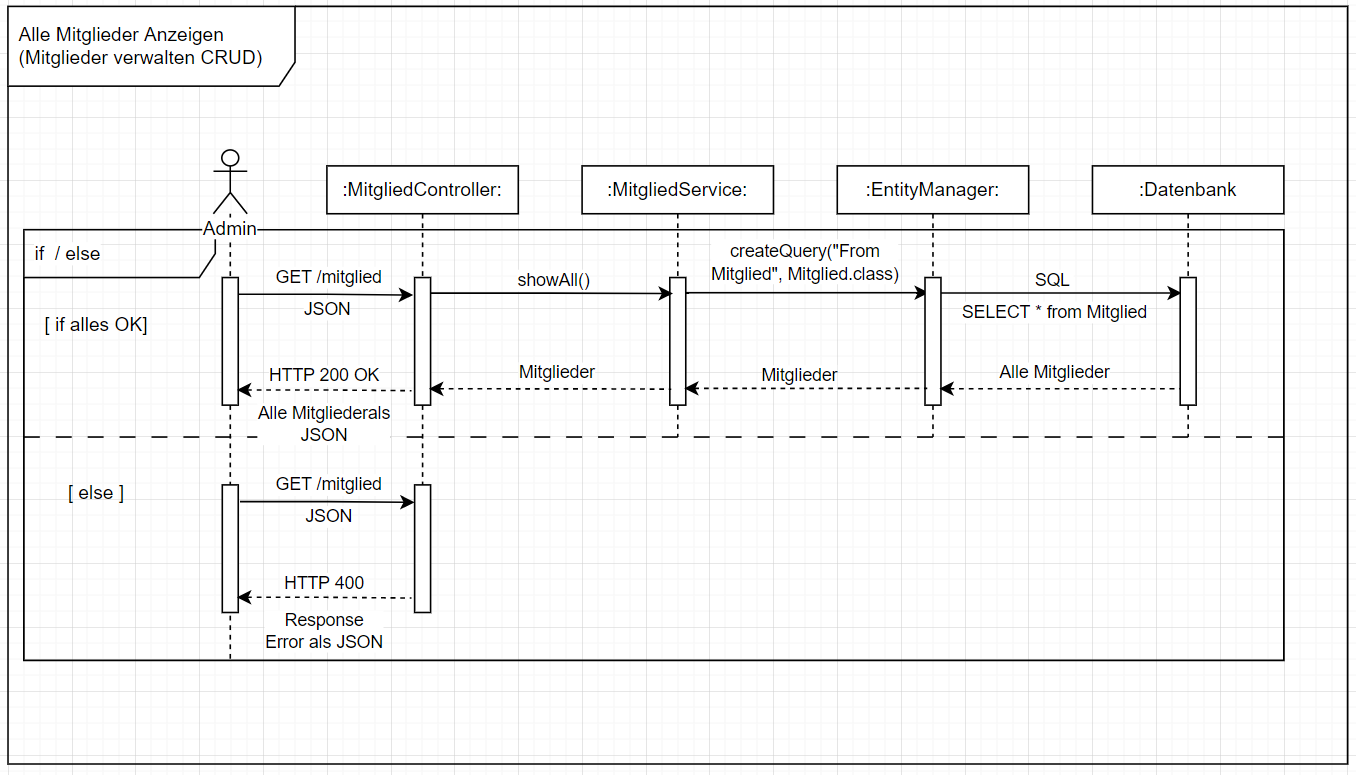 Alle Mitglieder Anzeigen
(Mitglieder verwalten CRUD)
:MitgliedController:
:MitgliedService:
:EntityManager:
:Datenbank
Admin
if / else
createQuery("From
Mitglied", Mitglied.class)
GET /mitglied
showAll()
SQL
JSON
SELECT * from Mitglied
[ if alles OK]
HTTP 200 OK
Mitglieder
Mitglieder
Alle Mitglieder
Alle Mitgliederals
JSON
[ else ]
GET /mitglied
JSON
HTTP 400
Response
Error als JSON